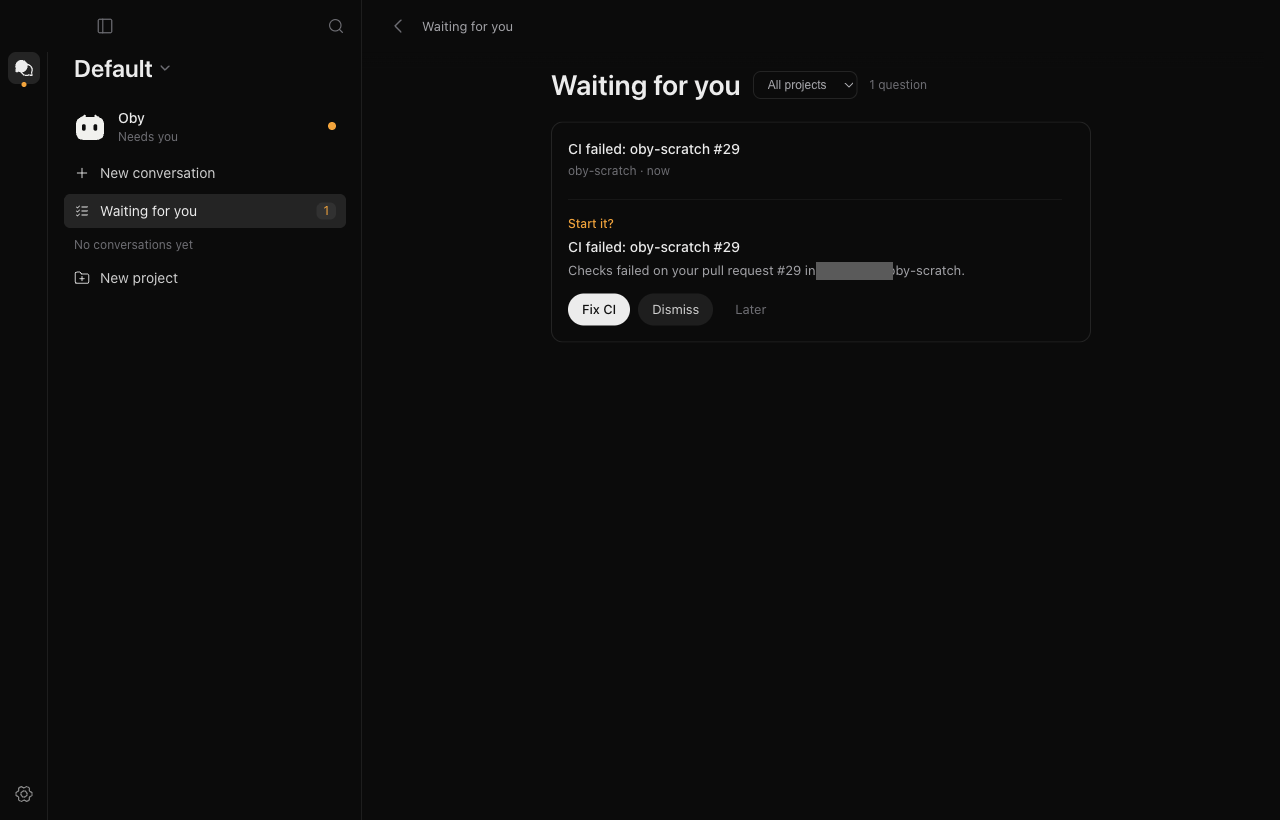 Waiting for you
Default
Oby
Needs you
New conversation
Waiting for you 1
No conversations yet
New project
Waiting for you All projects 1 question
CI failed: oby-scratch #29
oby-scratch · now
Start it?
CI failed: oby-scratch #29
Checks failed on your pull request #29 in oby-scratch.
Fix CI Dismiss Later